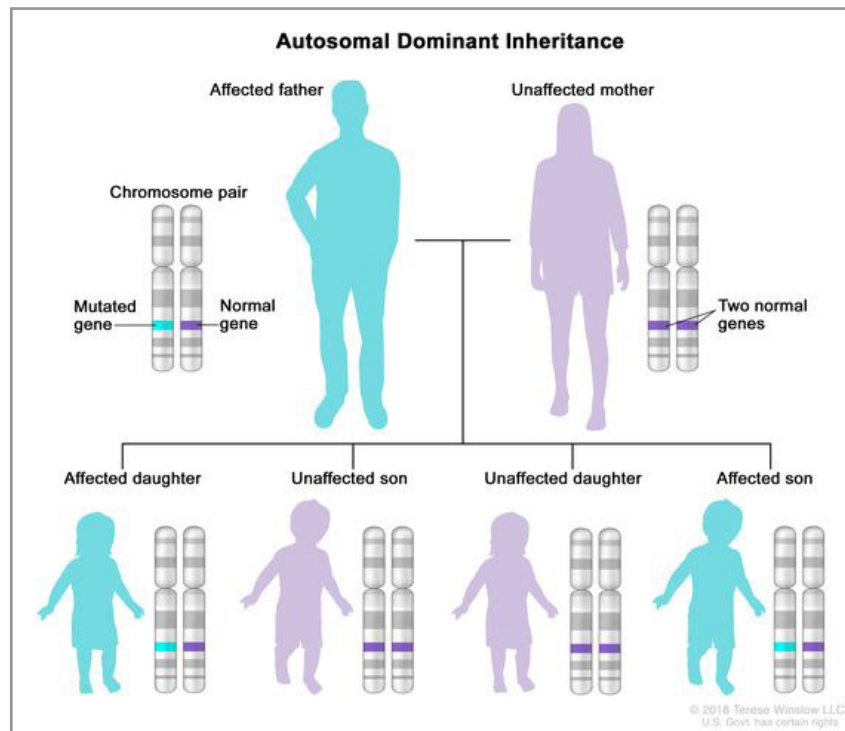 Autosomal Dominant Inheritance
Affected father
Unaffected mother
Chromosome pair
Mutated
gene
Normal
gene
Two normal
genes
Affected daughter
Unaffected son
Unaffected daughter
Affected son
© 2018 Terese Winslow LLC
U.S. Govt. has certain rights